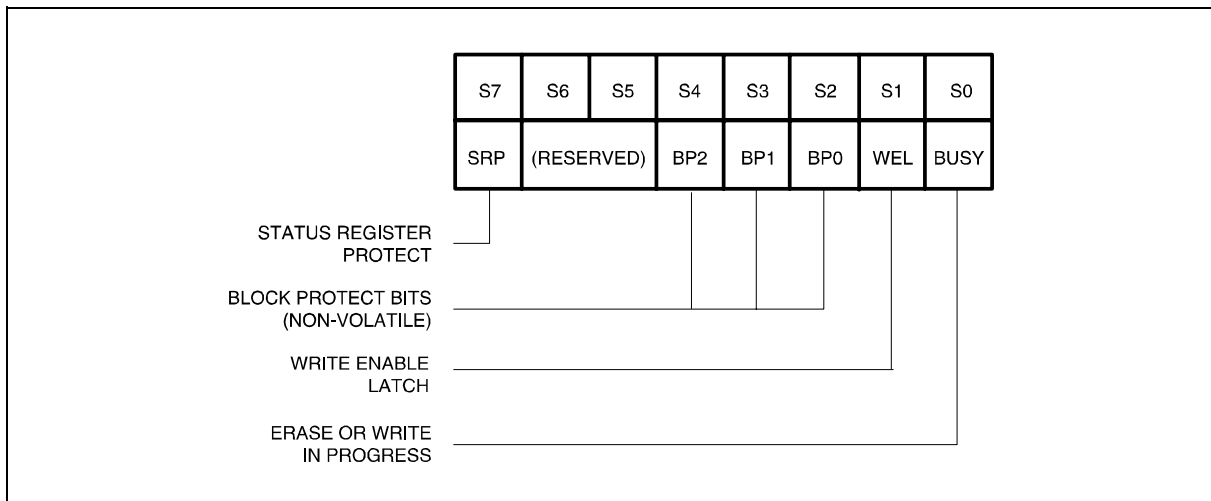 S7 S6 S5 S4 S3 S2 S1 S0
SRP (RESERVED) BP2 BP1 BP0 WEL BUSY
STATUS REGISTER
PROTECT
BLOCK PROTECT BITS
(NON-VOLATILE)
WRITE ENABLE
LATCH
ERASE OR WRITE
IN PROGRESS